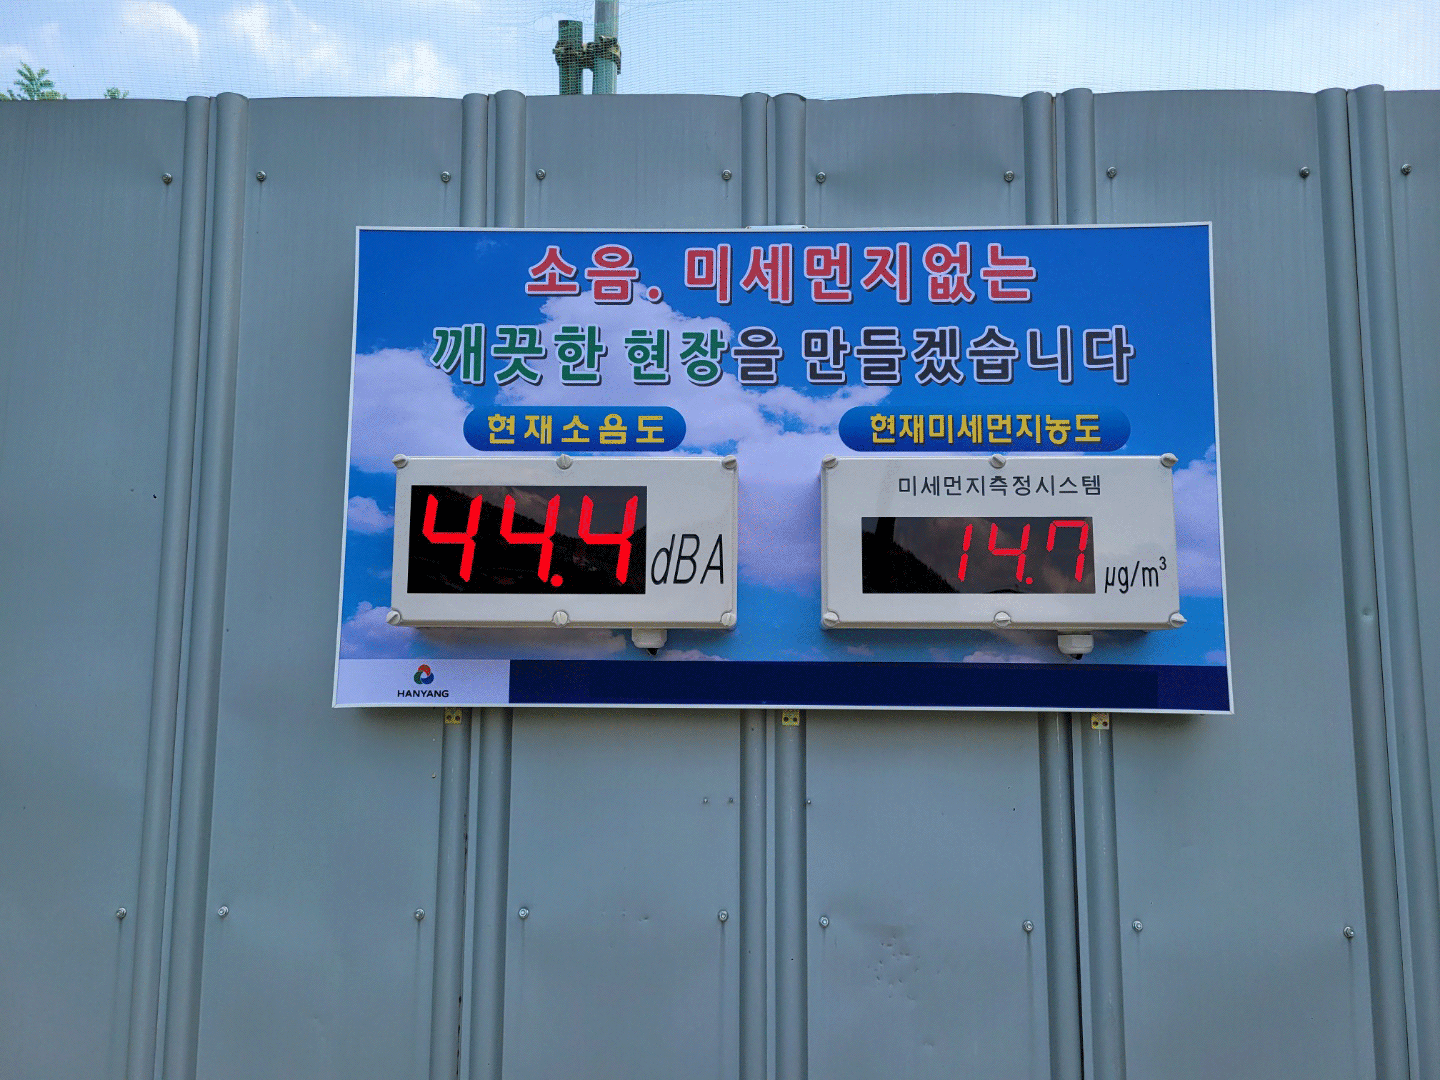 소음. 미세먼지없는
깨끗한 현장을 만들겠습니다
현재소음도
현재미세먼지농도
44.4 dBA
미세먼지측정시스템
14.7 µg/m³
HANYANG